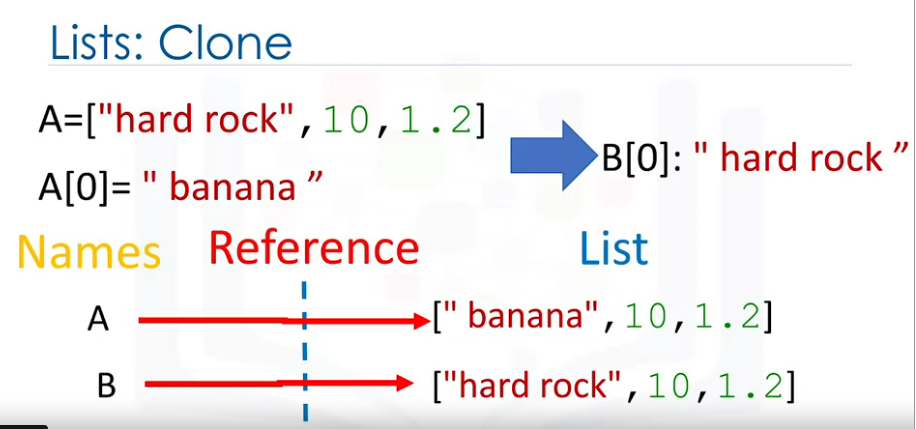 Lists: Clone
A=["hard rock",10,1.2]
B[0]: " hard rock ”
A[0]= " banana ”
Names Reference List
A [" banana",10,1.2]
B ["hard rock",10,1.2]